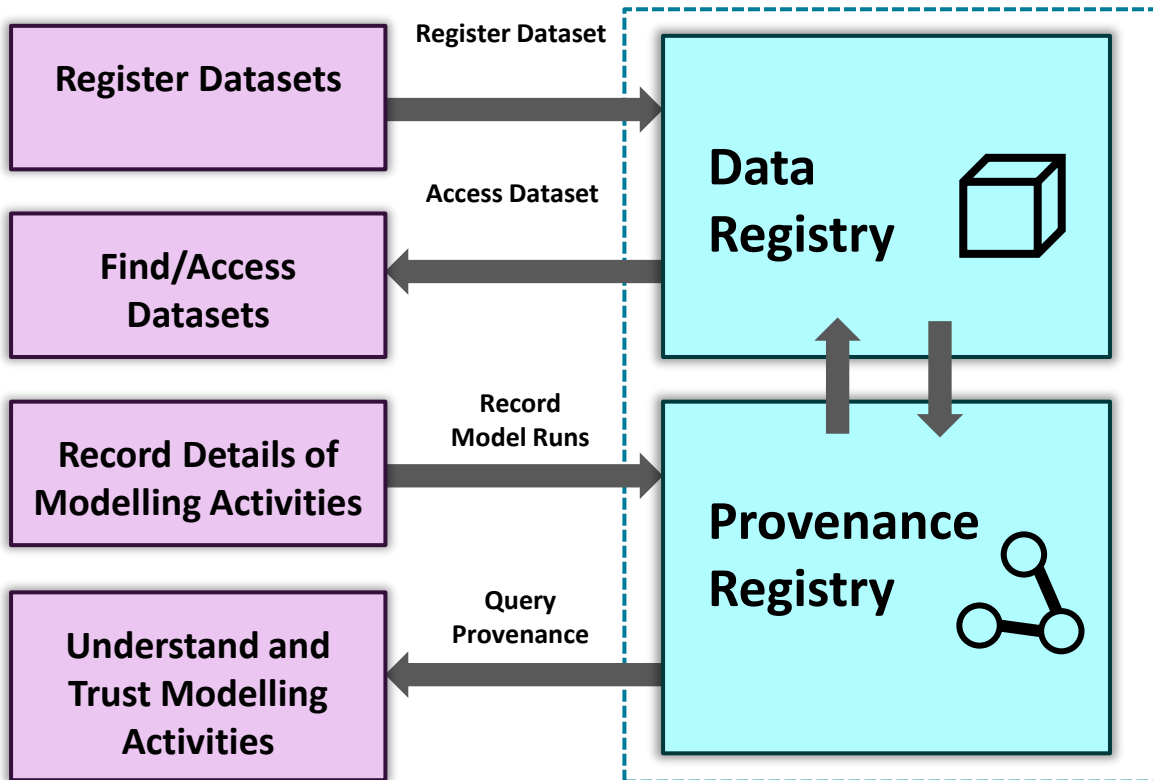 Register Datasets
Register Dataset
Data
Registry
Access Dataset
Find/Access
Datasets
Record
Model Runs
Record Details of
Modelling Activities
Provenance
Registry
Query
Provenance
Understand and
Trust Modelling
Activities